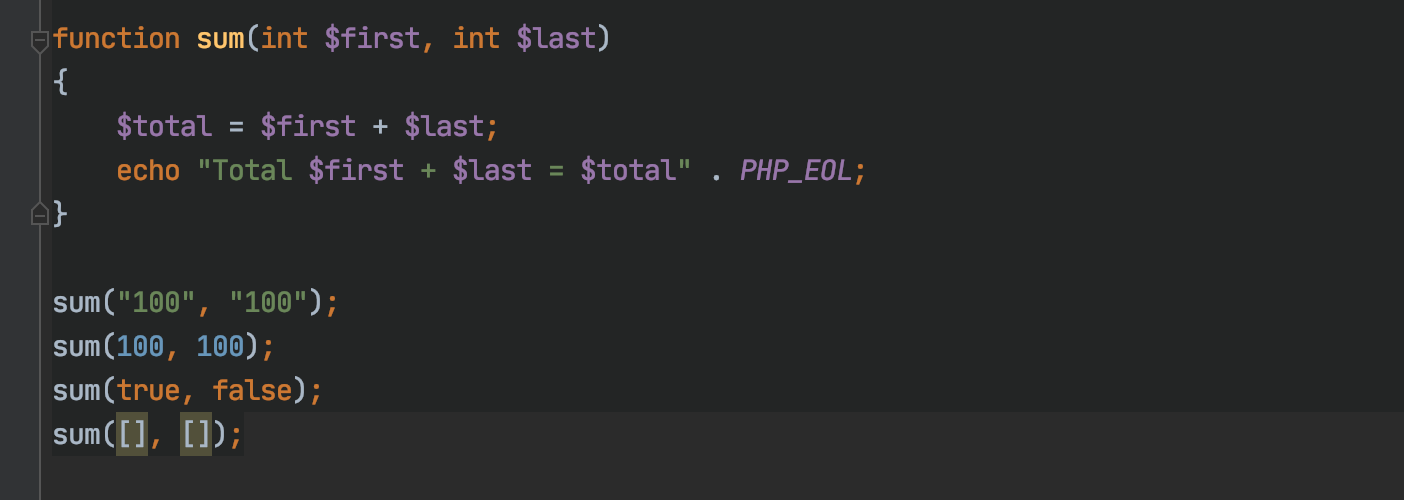 function sum(int $first, int $last)
{
    $total = $first + $last;
    echo "Total $first + $last = $total" . PHP_EOL;
}

sum("100", "100");
sum(100, 100);
sum(true, false);
sum([], []);